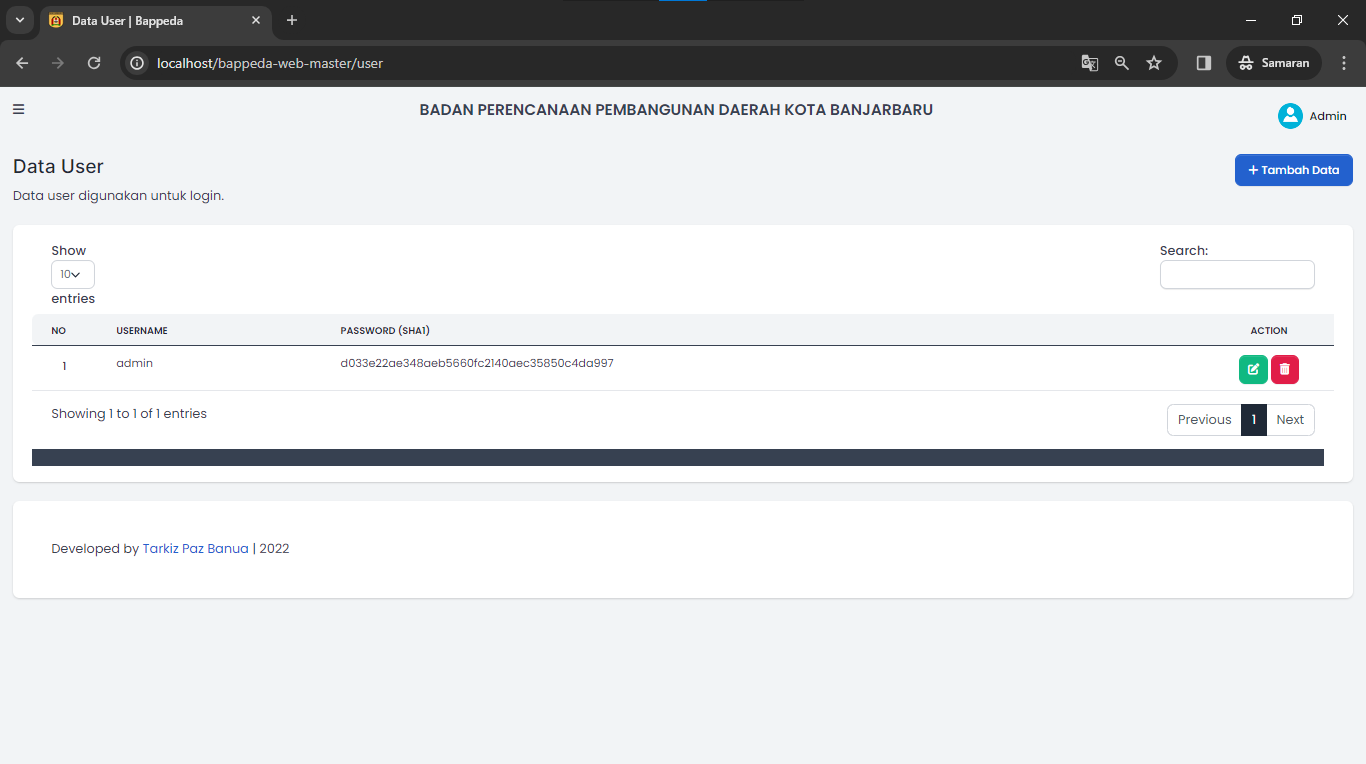 Data User | Bappeda
localhost/bappeda-web-master/user
Samaran
BADAN PERENCANAAN PEMBANGUNAN DAERAH KOTA BANJARBARU
Admin
Data User
+ Tambah Data
Data user digunakan untuk login.
Show
10
entries
Search:
NO USERNAME PASSWORD (SHA1) ACTION
1 admin d033e22ae348aeb5660fc2140aec35850c4da997
Showing 1 to 1 of 1 entries
Previous 1 Next
Developed by Tarkiz Paz Banua | 2022